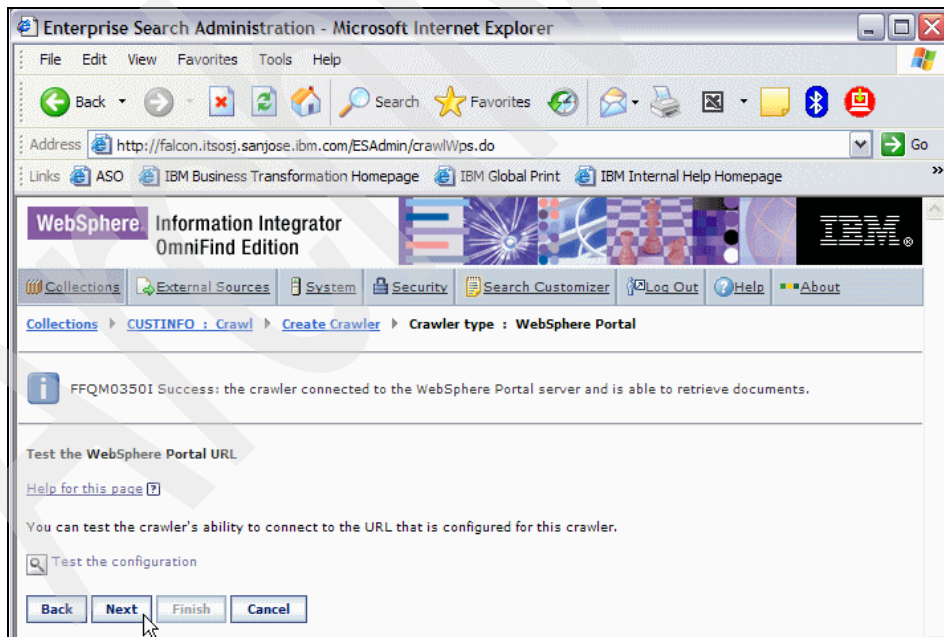 Enterprise Search Administration - Microsoft Internet Explorer
File Edit View Favorites Tools Help
Back Search Favorites
Address http://falcon.itsosj.sanjose.ibm.com/ESAdmin/crawlWps.do Go
Links ASO IBM Business Transformation Homepage IBM Global Print IBM Internal Help Homepage »
WebSphere. Information Integrator
OmniFind Edition
IBM®
Collections External Sources System Security Search Customizer Log Out Help About
Collections CUSTINFO : Crawl Create Crawler Crawler type : WebSphere Portal
i FFQM0350I Success: the crawler connected to the WebSphere Portal server and is able to retrieve documents.
Test the WebSphere Portal URL
Help for this page ?
You can test the crawler's ability to connect to the URL that is configured for this crawler.
Test the configuration
Back Next Finish Cancel